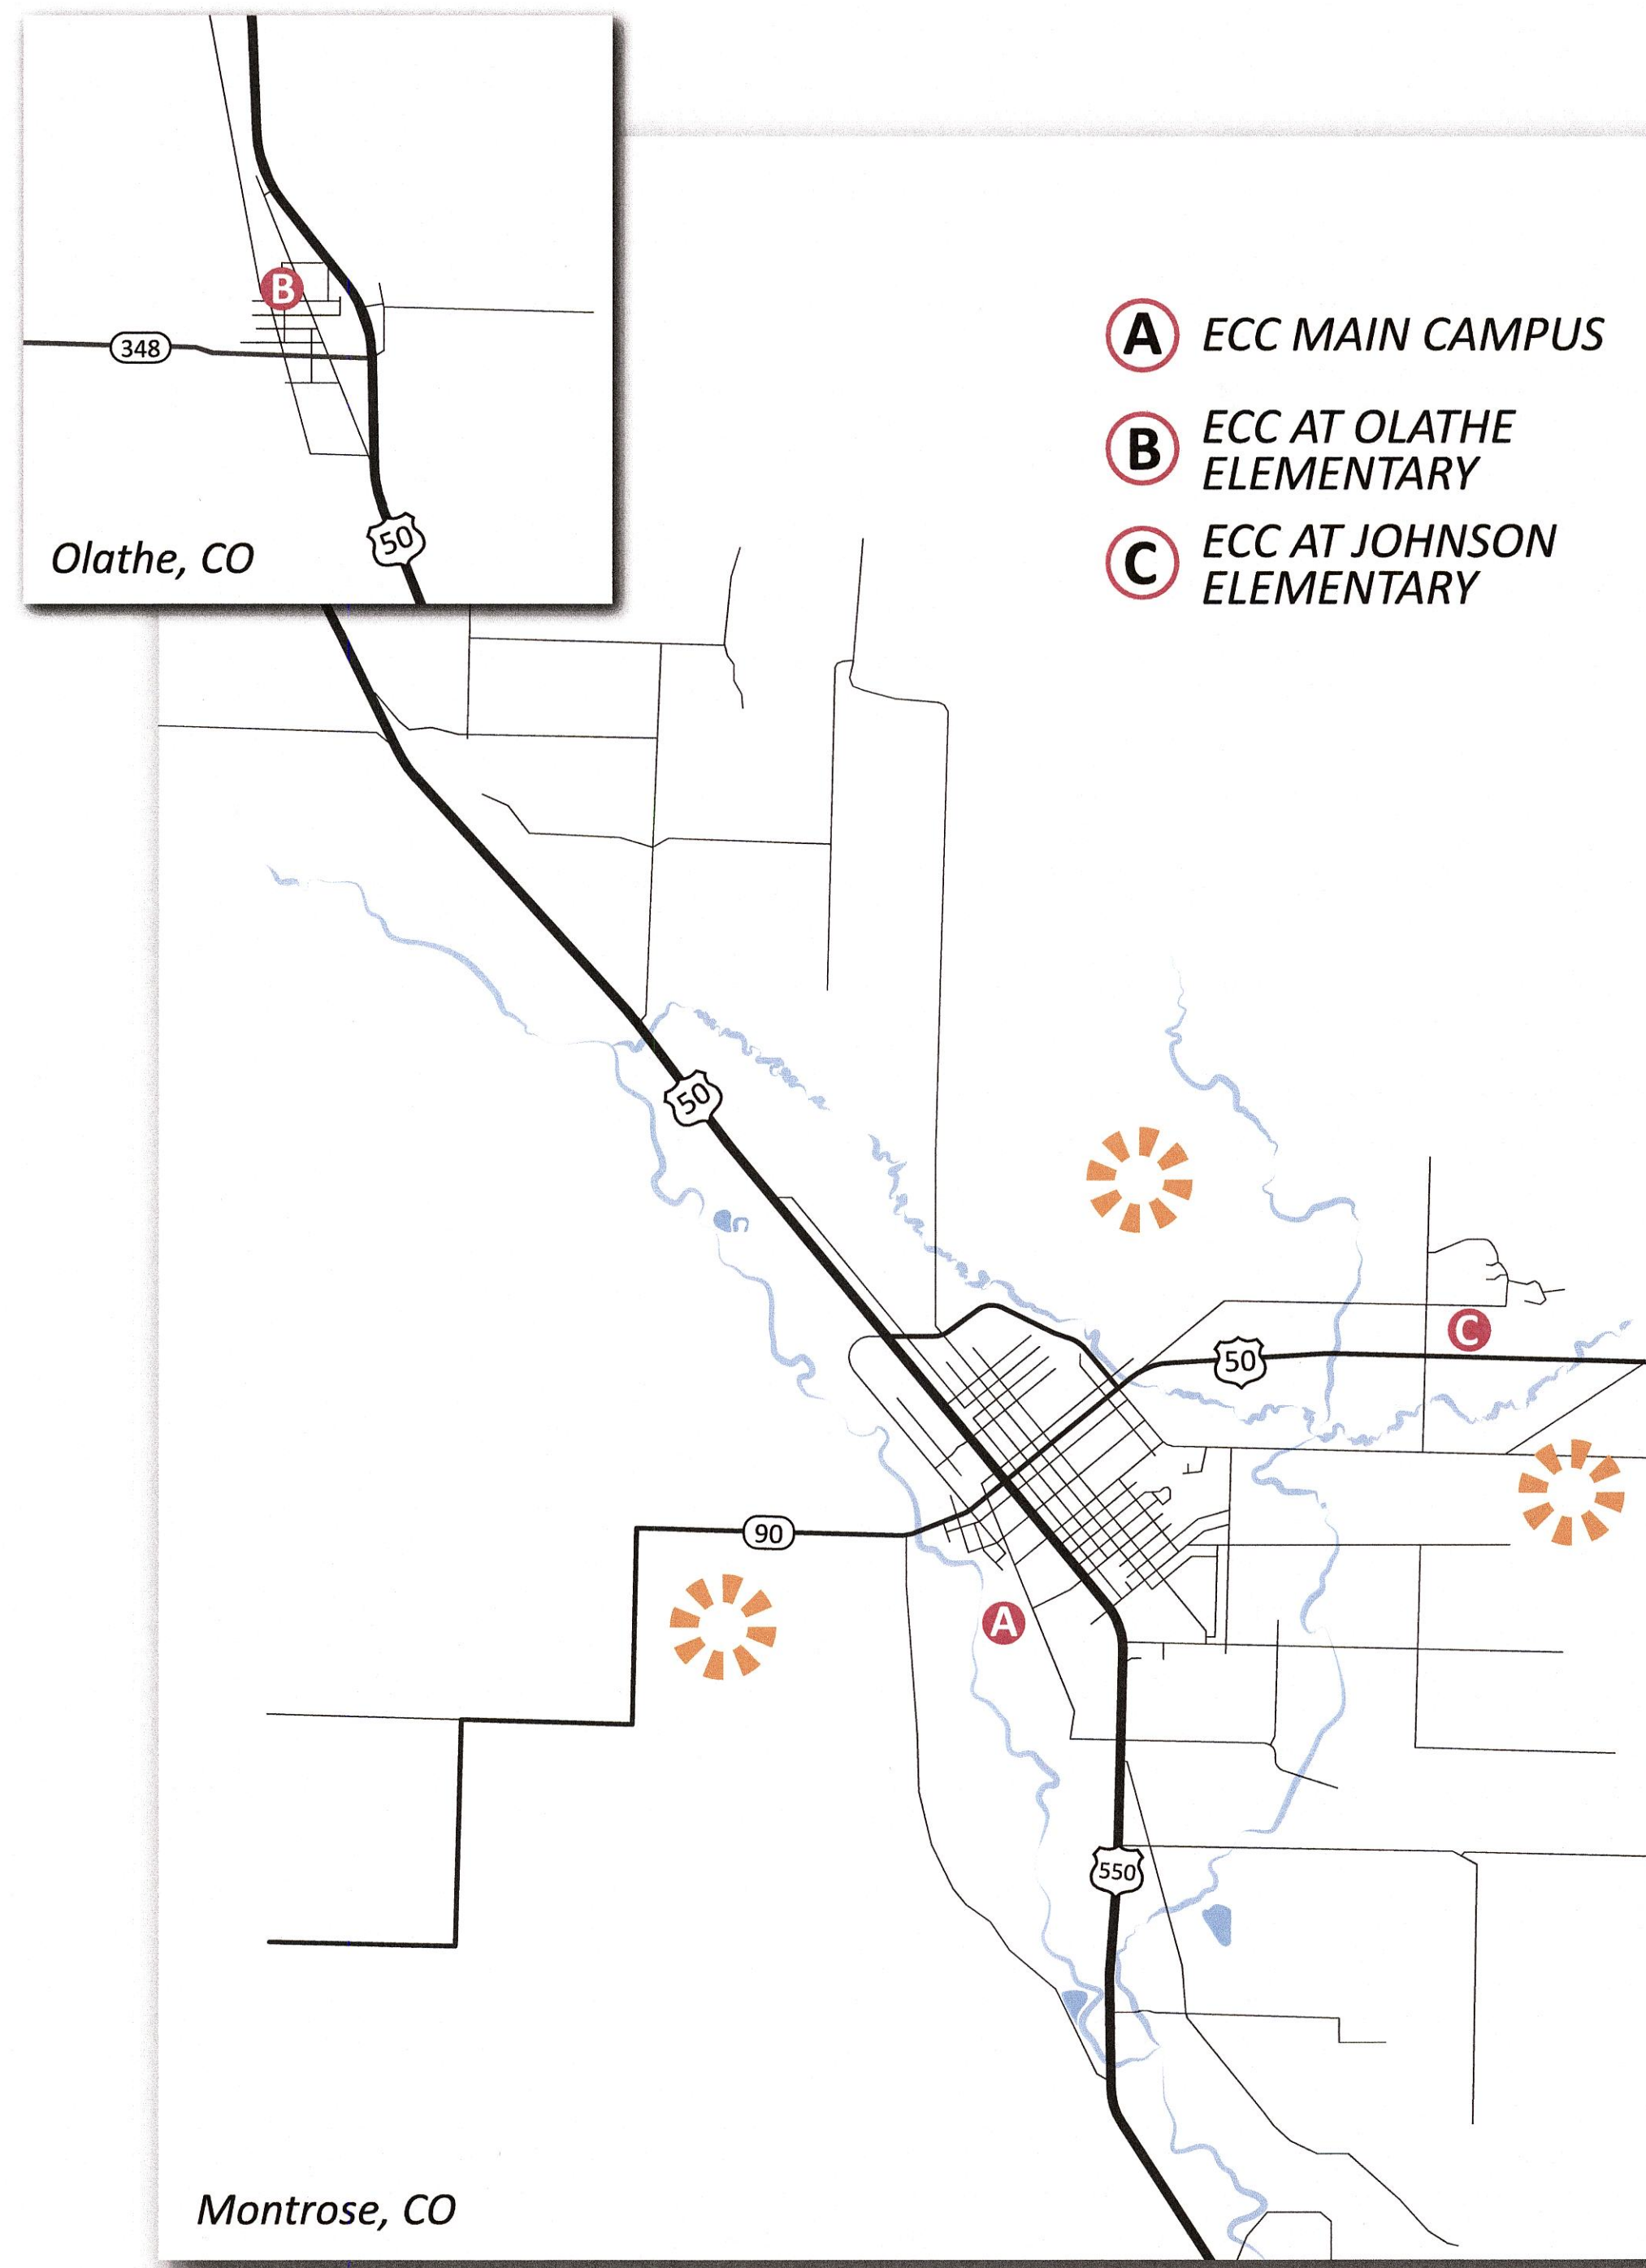 B
348
50
Olathe, CO
A ECC MAIN CAMPUS
B ECC AT OLATHE
ELEMENTARY
C ECC AT JOHNSON
ELEMENTARY
50
C
50
90
A
550
Montrose, CO